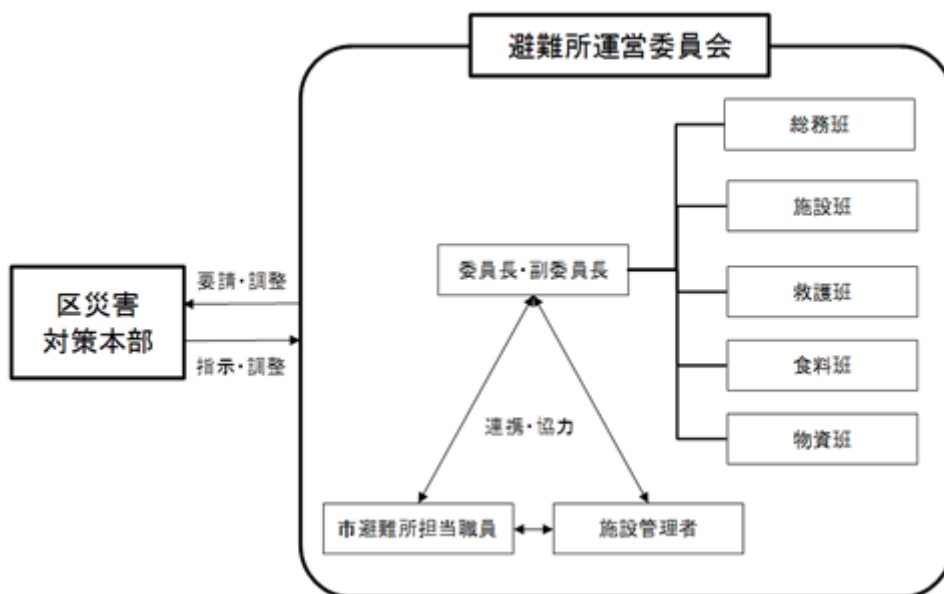 避難所運営委員会
総務班
施設班
委員長・副委員長
救護班
要請・調整
区災害
対策本部
指示・調整
食料班
連携・協力
物資班
市避難所担当職員
施設管理者